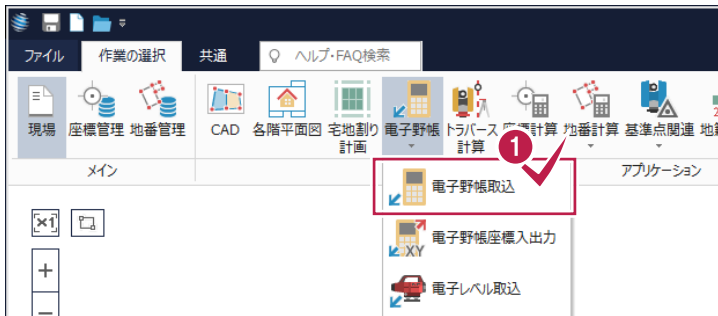 ファイル 作業の選択 共通 ヘルプ・FAQ検索
現場 座標管理 地番管理 CAD 各階平面図 宅地割り計画 電子野帳 トラバース計算 座標計算 地番計算 基準点関連
メイン アプリケーション
1
電子野帳取込
XY 電子野帳座標入出力
電子レベル取込
×1
+
−